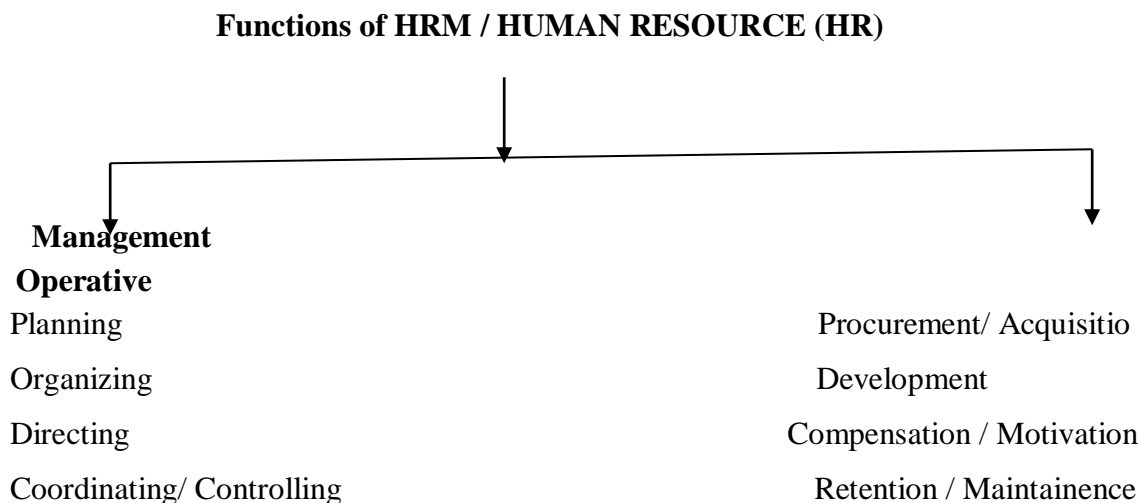 Functions of HRM / HUMAN RESOURCE (HR)
Management
Operative
Planning Procurement/ Acquisitio
Organizing Development
Directing Compensation / Motivation
Coordinating/ Controlling Retention / Maintainence